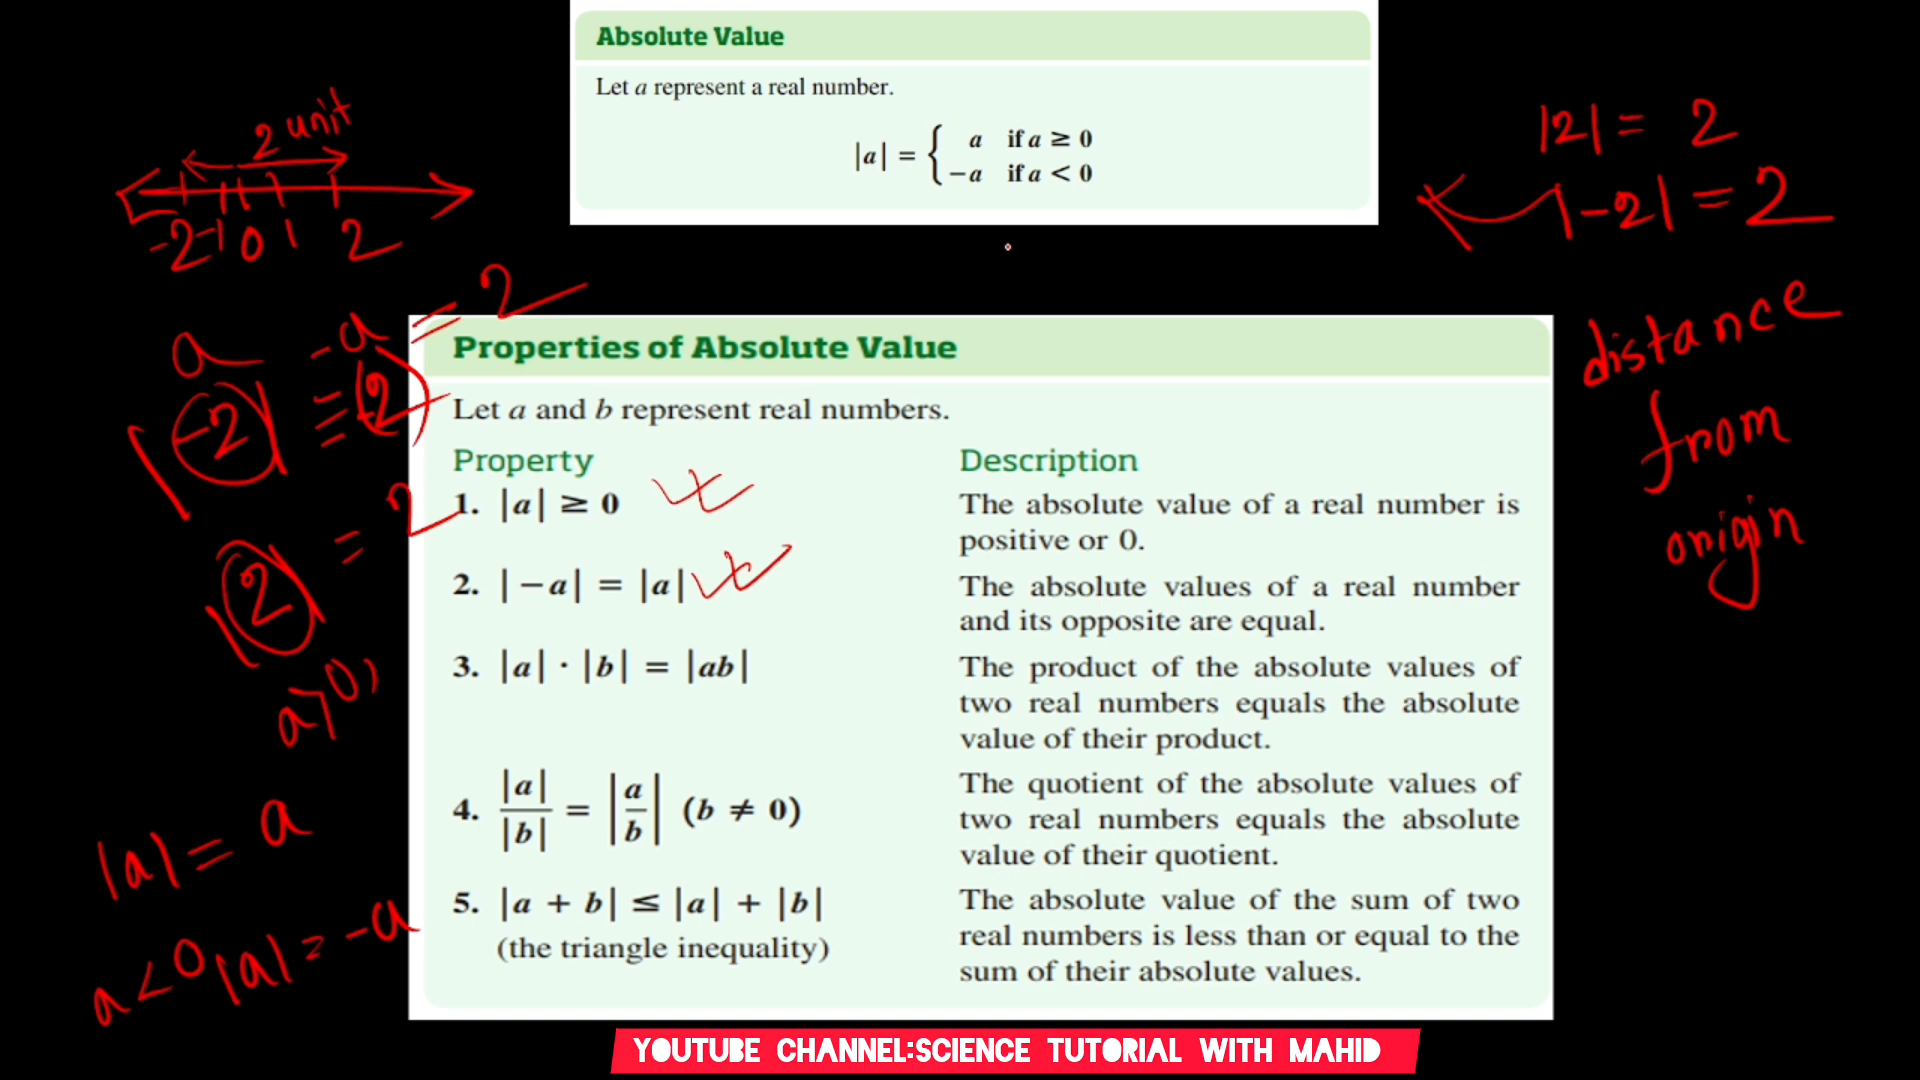 Absolute Value
Let a represent a real number.
|a| = { a if a ≥ 0
-a if a < 0
2 unit
-2 -1 0 1 2
|2| = 2
|-2| = 2
distance
from
origin
a -a = 2
|-2| = -(-2)
|2| = 2
a>0,
|a| = a
a<0, |a| = -a
Properties of Absolute Value
Let a and b represent real numbers.
Property Description
1. |a| ≥ 0 The absolute value of a real number is
positive or 0.
2. |-a| = |a| The absolute values of a real number
and its opposite are equal.
3. |a| · |b| = |ab| The product of the absolute values of
two real numbers equals the absolute
value of their product.
4. |a|/|b| = |a/b| (b ≠ 0) The quotient of the absolute values of
two real numbers equals the absolute
value of their quotient.
5. |a + b| ≤ |a| + |b| The absolute value of the sum of two
(the triangle inequality) real numbers is less than or equal to the
sum of their absolute values.
YOUTUBE CHANNEL:SCIENCE TUTORIAL WITH MAHID